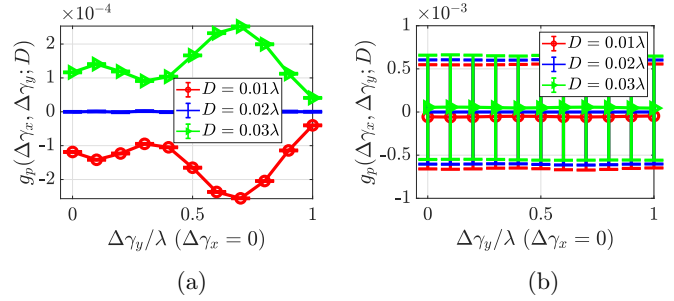 ×10⁻⁴
2
1
0
-1
-2
0
0.5
1
g_p(Δγ_x, Δγ_y; D)
Δγ_y/λ (Δγ_x = 0)
D = 0.01λ
D = 0.02λ
D = 0.03λ
(a)
×10⁻³
1
0.5
0
-0.5
-1
0
0.5
1
g_p(Δγ_x, Δγ_y; D)
Δγ_y/λ (Δγ_x = 0)
D = 0.01λ
D = 0.02λ
D = 0.03λ
(b)